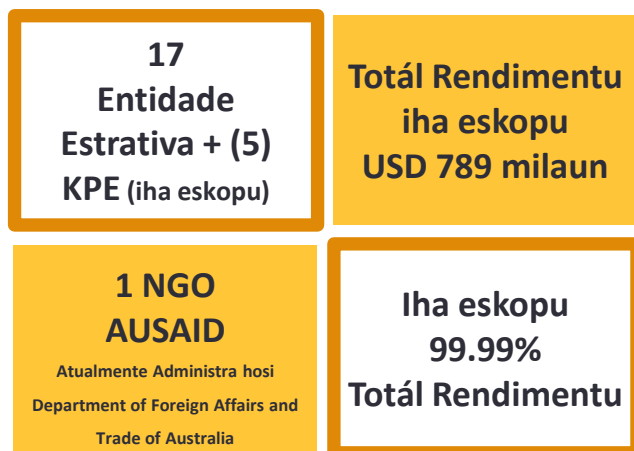 17
Entidade
Estrativa + (5)
KPE (iha eskopu)
Totál Rendimentu
iha eskopu
USD 789 milaun
1 NGO
AUSAID
Atualmente Administra hosi
Department of Foreign Affairs and
Trade of Australia
Iha eskopu
99.99%
Totál Rendimentu